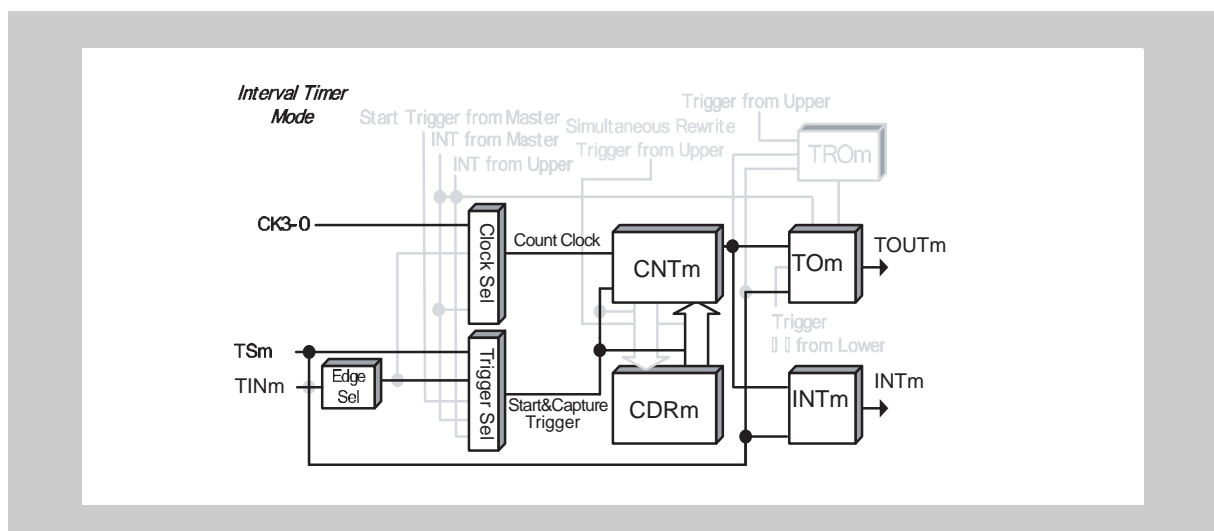 Interval Timer
Mode
Start Trigger from Master
INT from Master
INT from Upper
Simultaneous Rewrite
Trigger from Upper
Trigger from Upper
TROm
CK3-0
Clock Sel
Count Clock
CNTm
TOm
TOUTm
Trigger
from Lower
TSm
TINm
Edge
Sel
Trigger Sel
Start&Capture
Trigger
CDRm
INTm
INTm